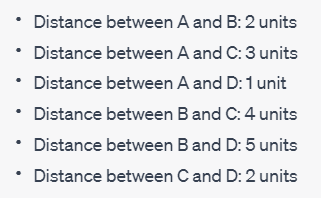 • Distance between A and B: 2 units
• Distance between A and C: 3 units
• Distance between A and D: 1 unit
• Distance between B and C: 4 units
• Distance between B and D: 5 units
• Distance between C and D: 2 units